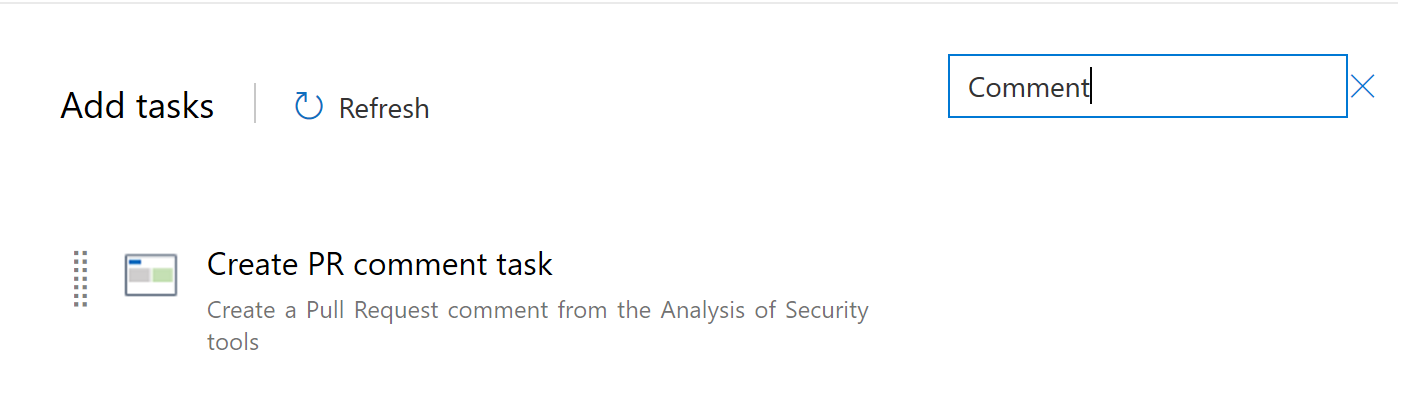 Add tasks
Refresh
Comment
Create PR comment task
Create a Pull Request comment from the Analysis of Security
tools